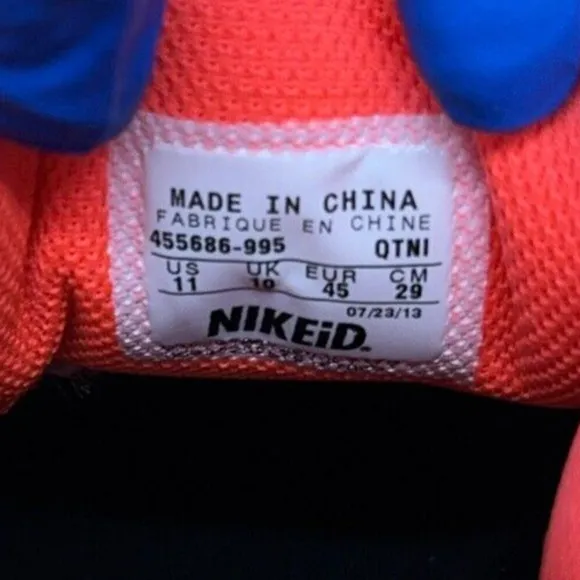 MADE IN CHINA
FABRIQUE EN CHINE
455686-995 QTNI
US UK EUR CM
11 10 45 29
07/23/13
NIKEiD.